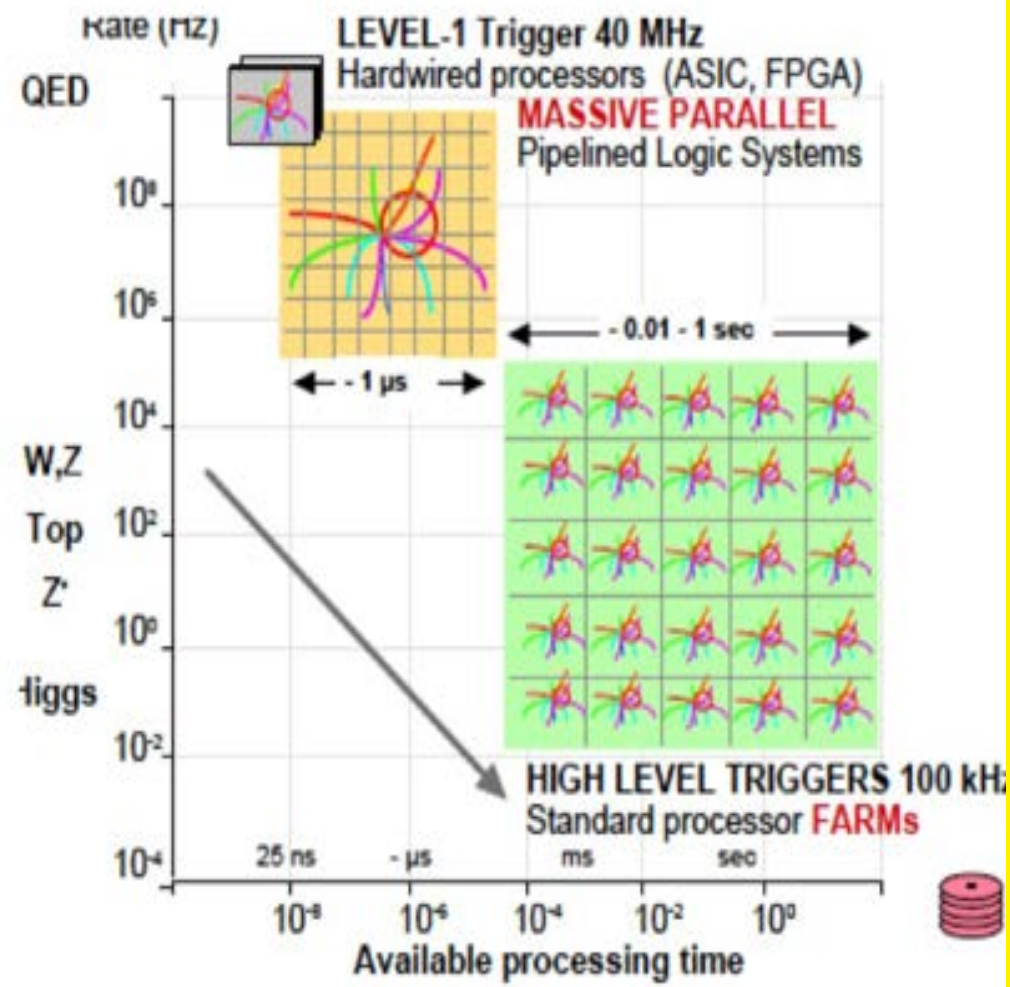 Rate (Hz)
LEVEL-1 Trigger 40 MHz
Hardwired processors (ASIC, FPGA)
MASSIVE PARALLEL
Pipelined Logic Systems
QED
10⁸
10⁶
- 0.01 - 1 sec
- 1 µs
10⁴
W,Z
Top
10²
Z'
10⁰
Higgs
10⁻²
HIGH LEVEL TRIGGERS 100 kHz
Standard processor FARMs
10⁻⁴
25 ns
- µs
ms
sec
10⁻⁸
10⁻⁶
10⁻⁴
10⁻²
10⁰
Available processing time